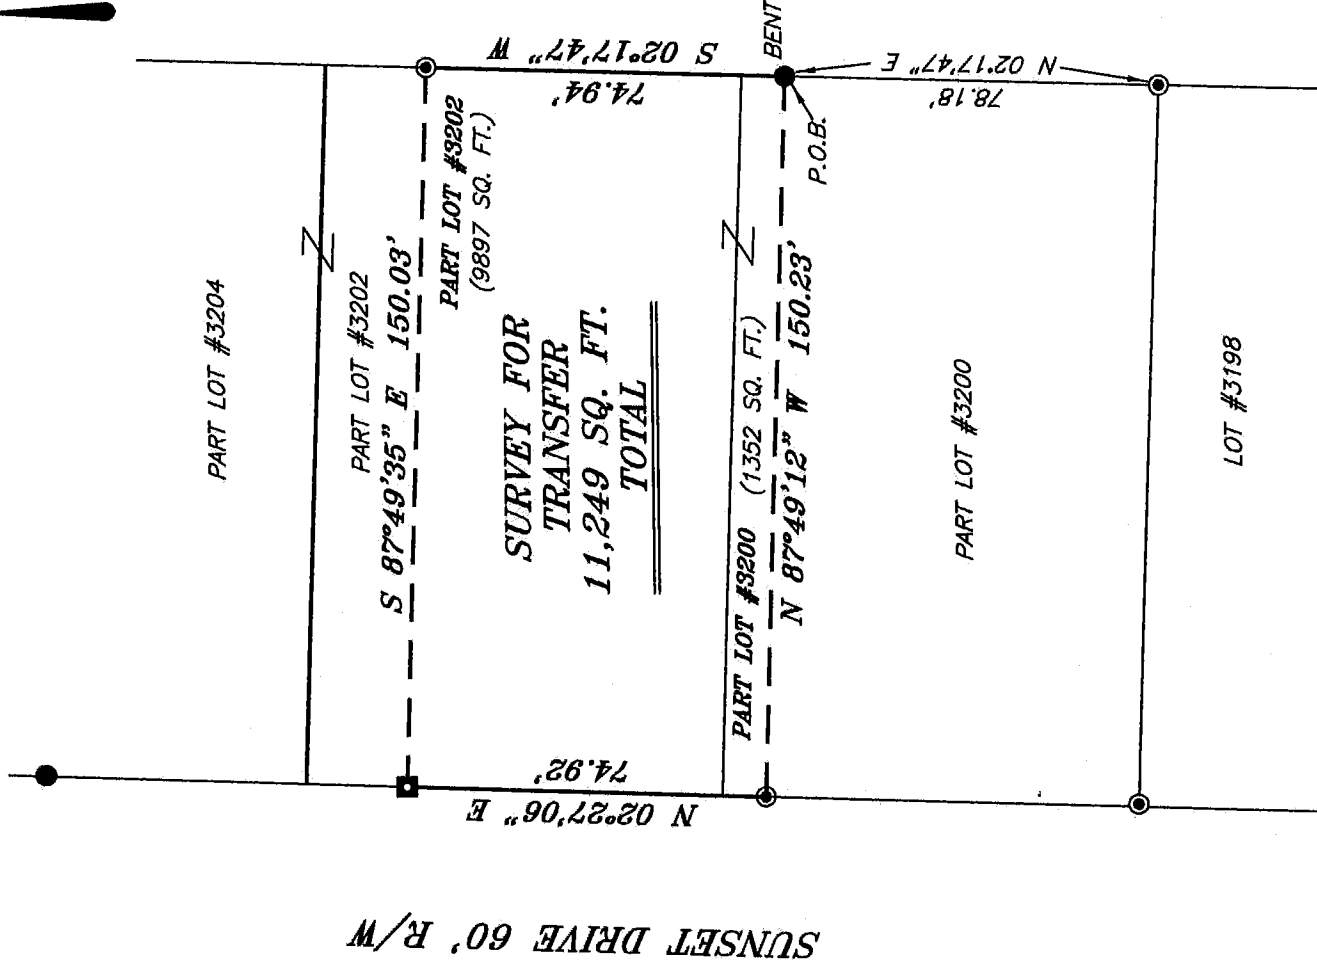 BENT
S 02°17'47" W
74.94'
N 02°17'47" E
78.18'
P.O.B.
PART LOT #3204
PART LOT #3202
S 87°49'35" E 150.03'
PART LOT #3202
(9897 SQ. FT.)
SURVEY FOR
TRANSFER
11,249 SQ. FT.
TOTAL
PART LOT #3200 (1352 SQ. FT.)
N 87°49'12" W 150.23'
PART LOT #3200
LOT #3198
74.92'
N 02°27'06" E
SUNSET DRIVE 60' R/W